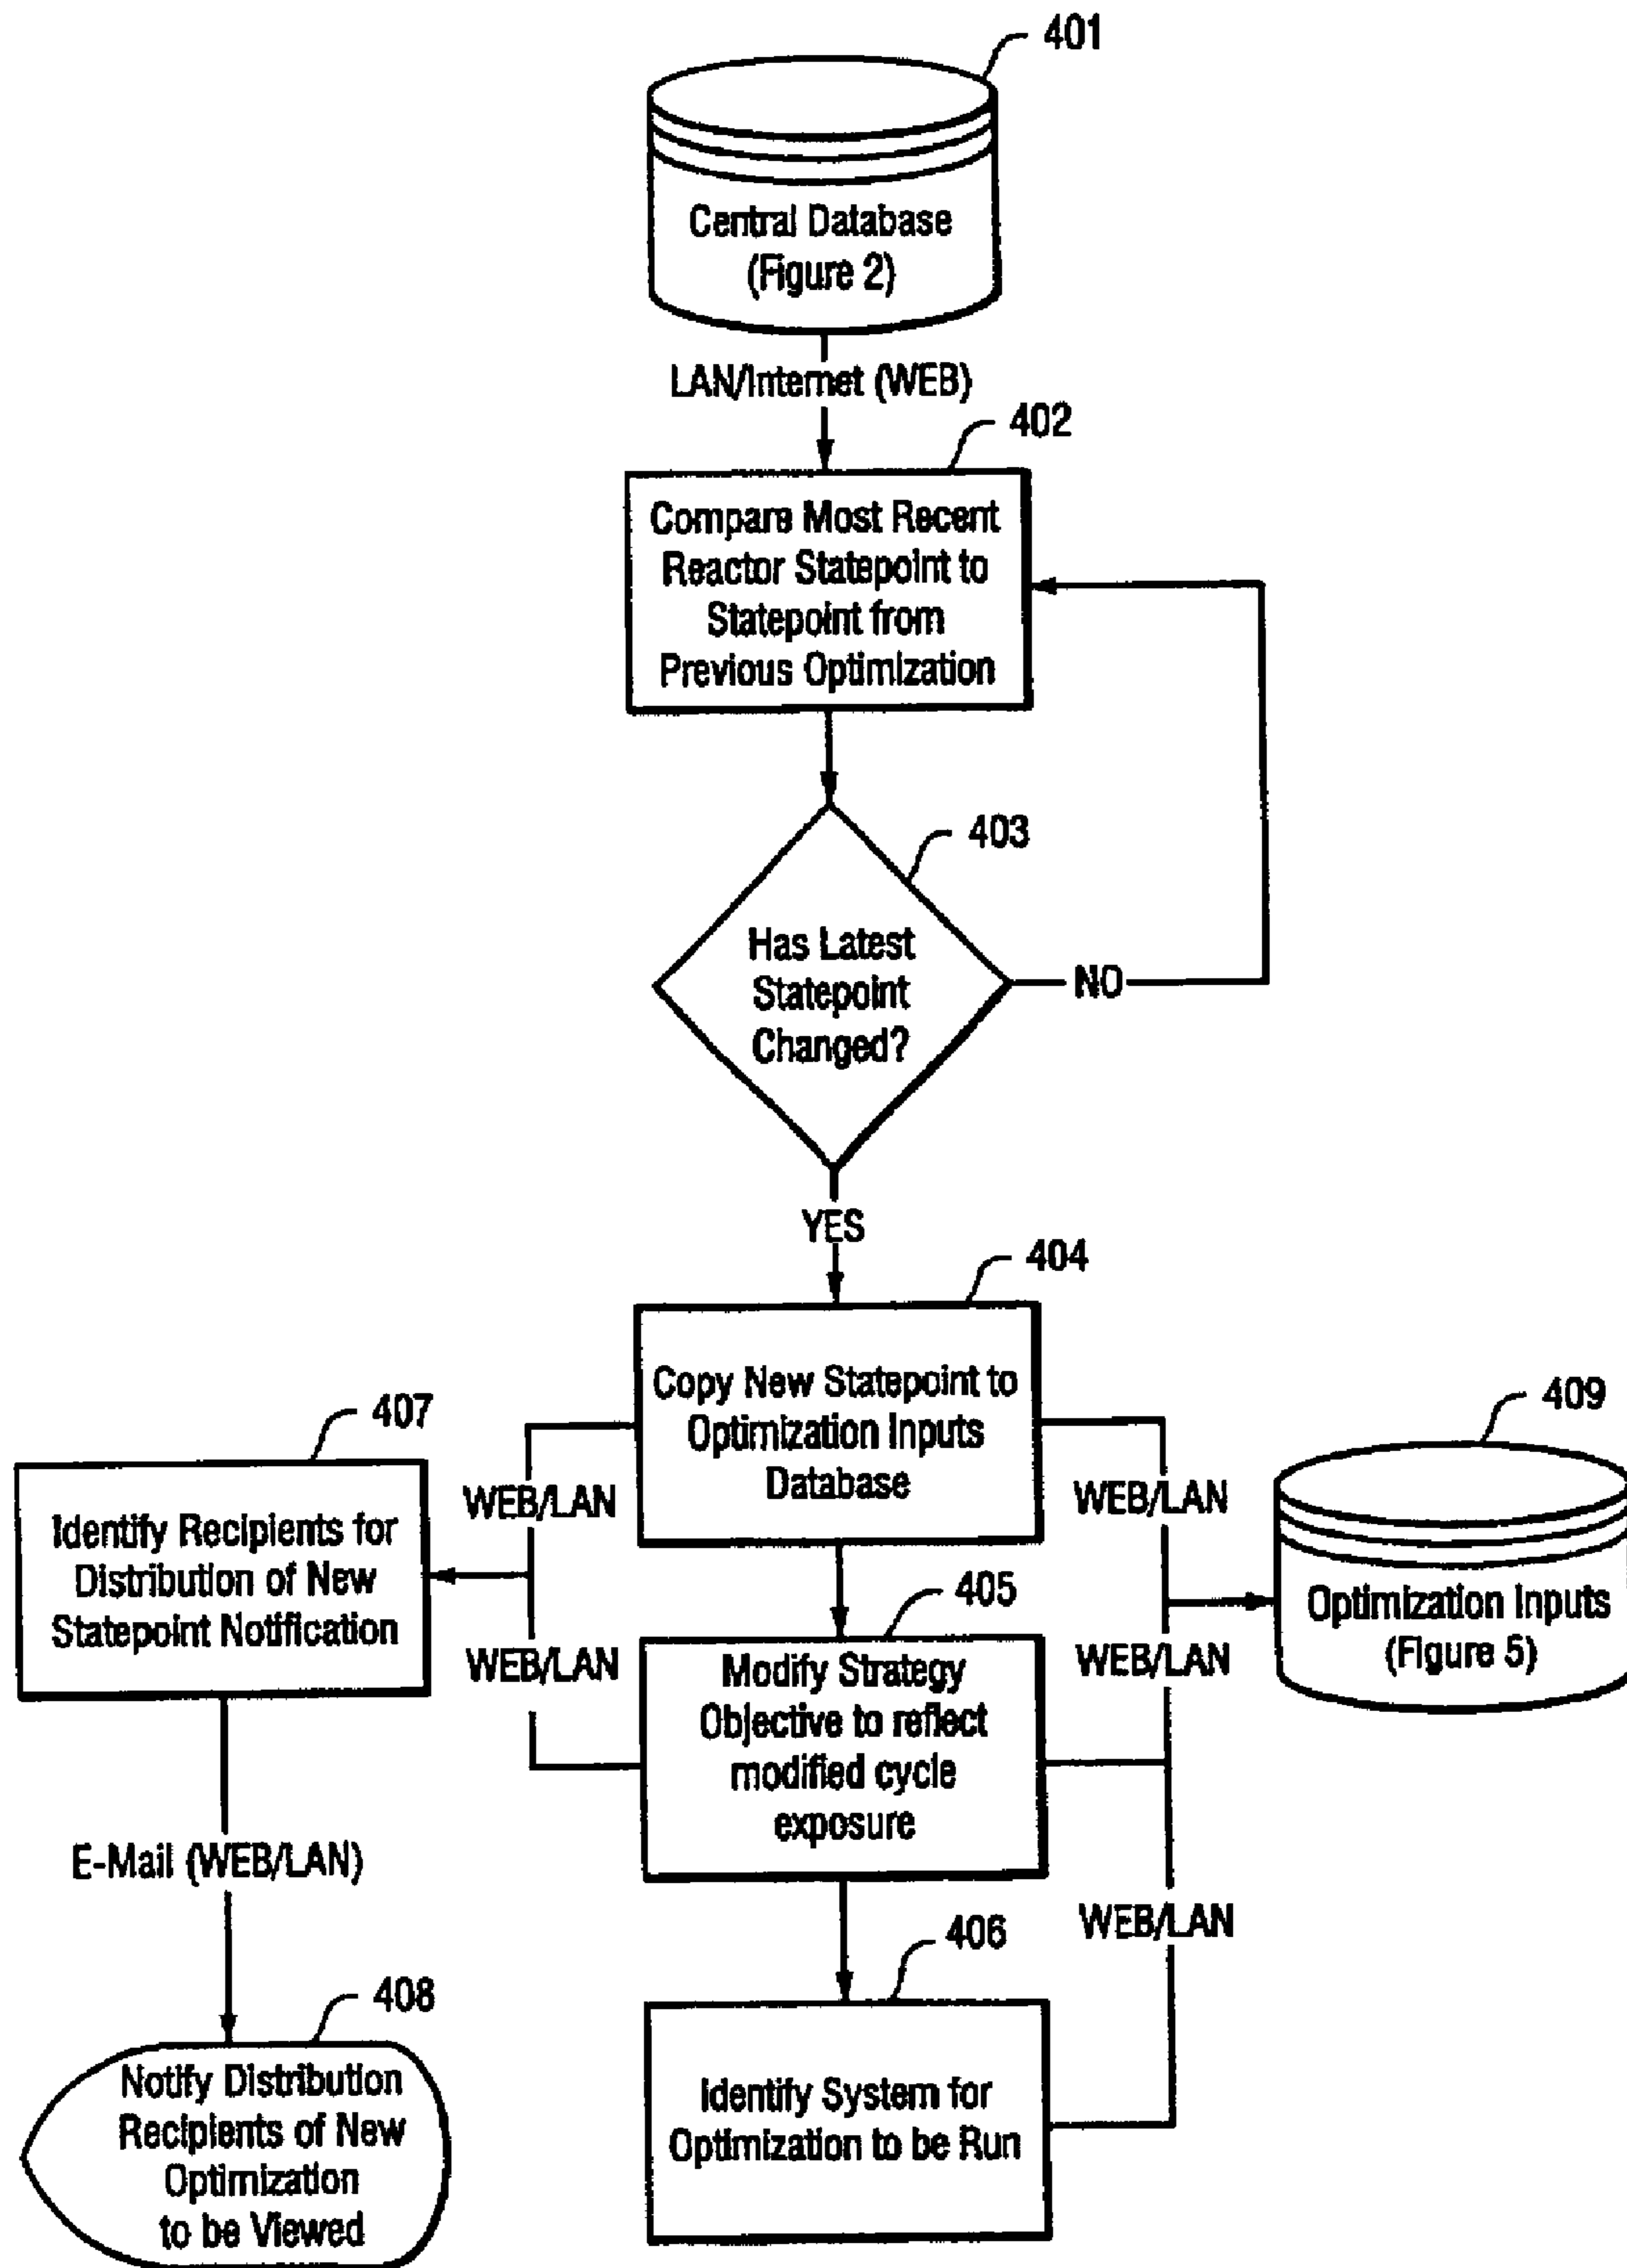 401
Central Database
(Figure 2)
LAN/Internet (WEB)
402
Compare Most Recent
Reactor Statepoint to
Statepoint from
Previous Optimization
403
Has Latest
Statepoint
Changed?
NO
YES
404
Copy New Statepoint to
Optimization Inputs
Database
407
Identify Recipients for
Distribution of New
Statepoint Notification
WEB/LAN
WEB/LAN
WEB/LAN
WEB/LAN
409
Optimization Inputs
(Figure 5)
405
Modify Strategy
Objective to reflect
modified cycle
exposure
E-Mail (WEB/LAN)
WEB/LAN
406
Identify System for
Optimization to be Run
408
Notify Distribution
Recipients of New
Optimization
to be Viewed